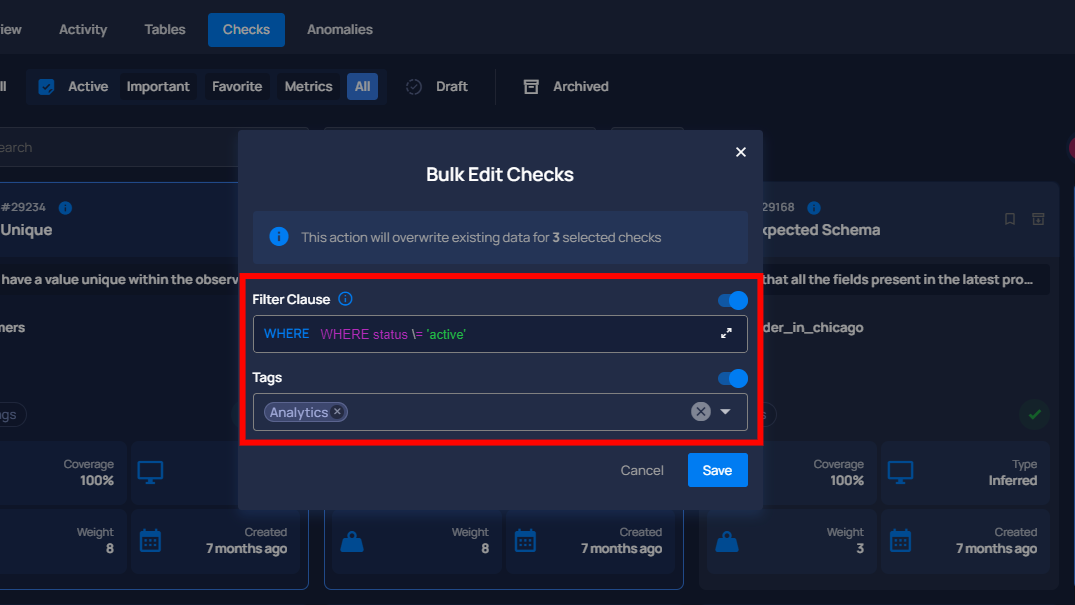 iew Activity Tables Checks Anomalies
ll Active Important Favorite Metrics All Draft Archived
earch
Bulk Edit Checks
#29234
29168
Unique
xpected Schema
This action will overwrite existing data for 3 selected checks
have a value unique within the observ
that all the fields present in the latest pro...
Filter Clause
WHERE WHERE status \= 'active'
mers
der_in_chicago
Tags
Analytics
ags
s
Cancel Save
Coverage
100%
Coverage
100%
Type
Inferred
Weight
8
Created
7 months ago
Weight
8
Created
7 months ago
Weight
3
Created
7 months ago